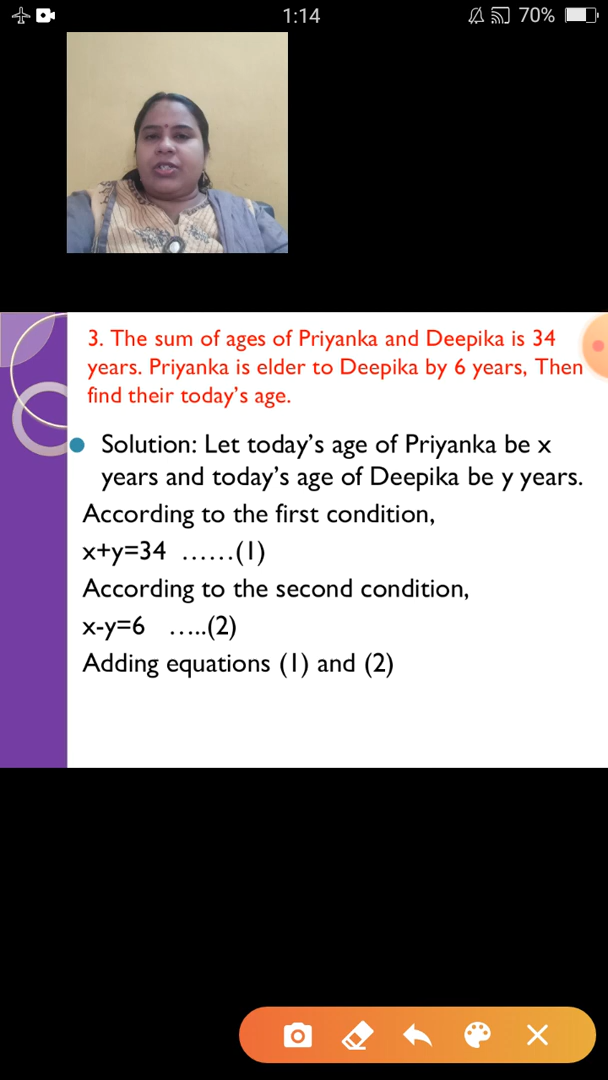 1:14
70%
3. The sum of ages of Priyanka and Deepika is 34
years. Priyanka is elder to Deepika by 6 years, Then
find their today's age.
Solution: Let today's age of Priyanka be x
years and today's age of Deepika be y years.
According to the first condition,
x+y=34 ......(1)
According to the second condition,
x-y=6 .....(2)
Adding equations (1) and (2)